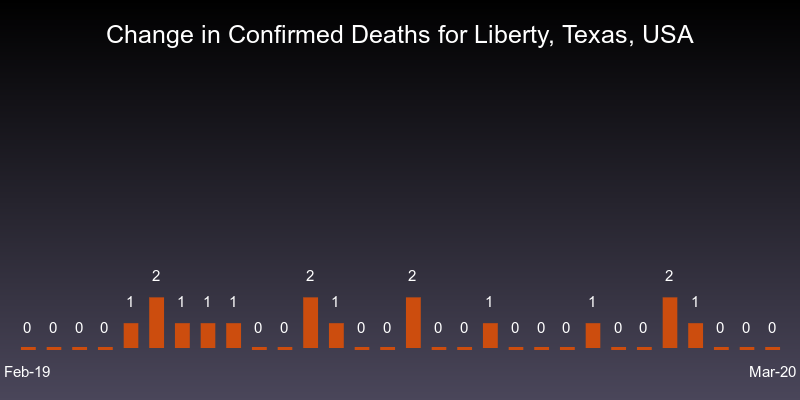 Change in Confirmed Deaths for Liberty, Texas, USA
0 0 0 0 1 2 1 1 1 0 0 2 1 0 0 2 0 0 1 0 0 0 1 0 0 2 1 0 0 0
Feb-19 Mar-20